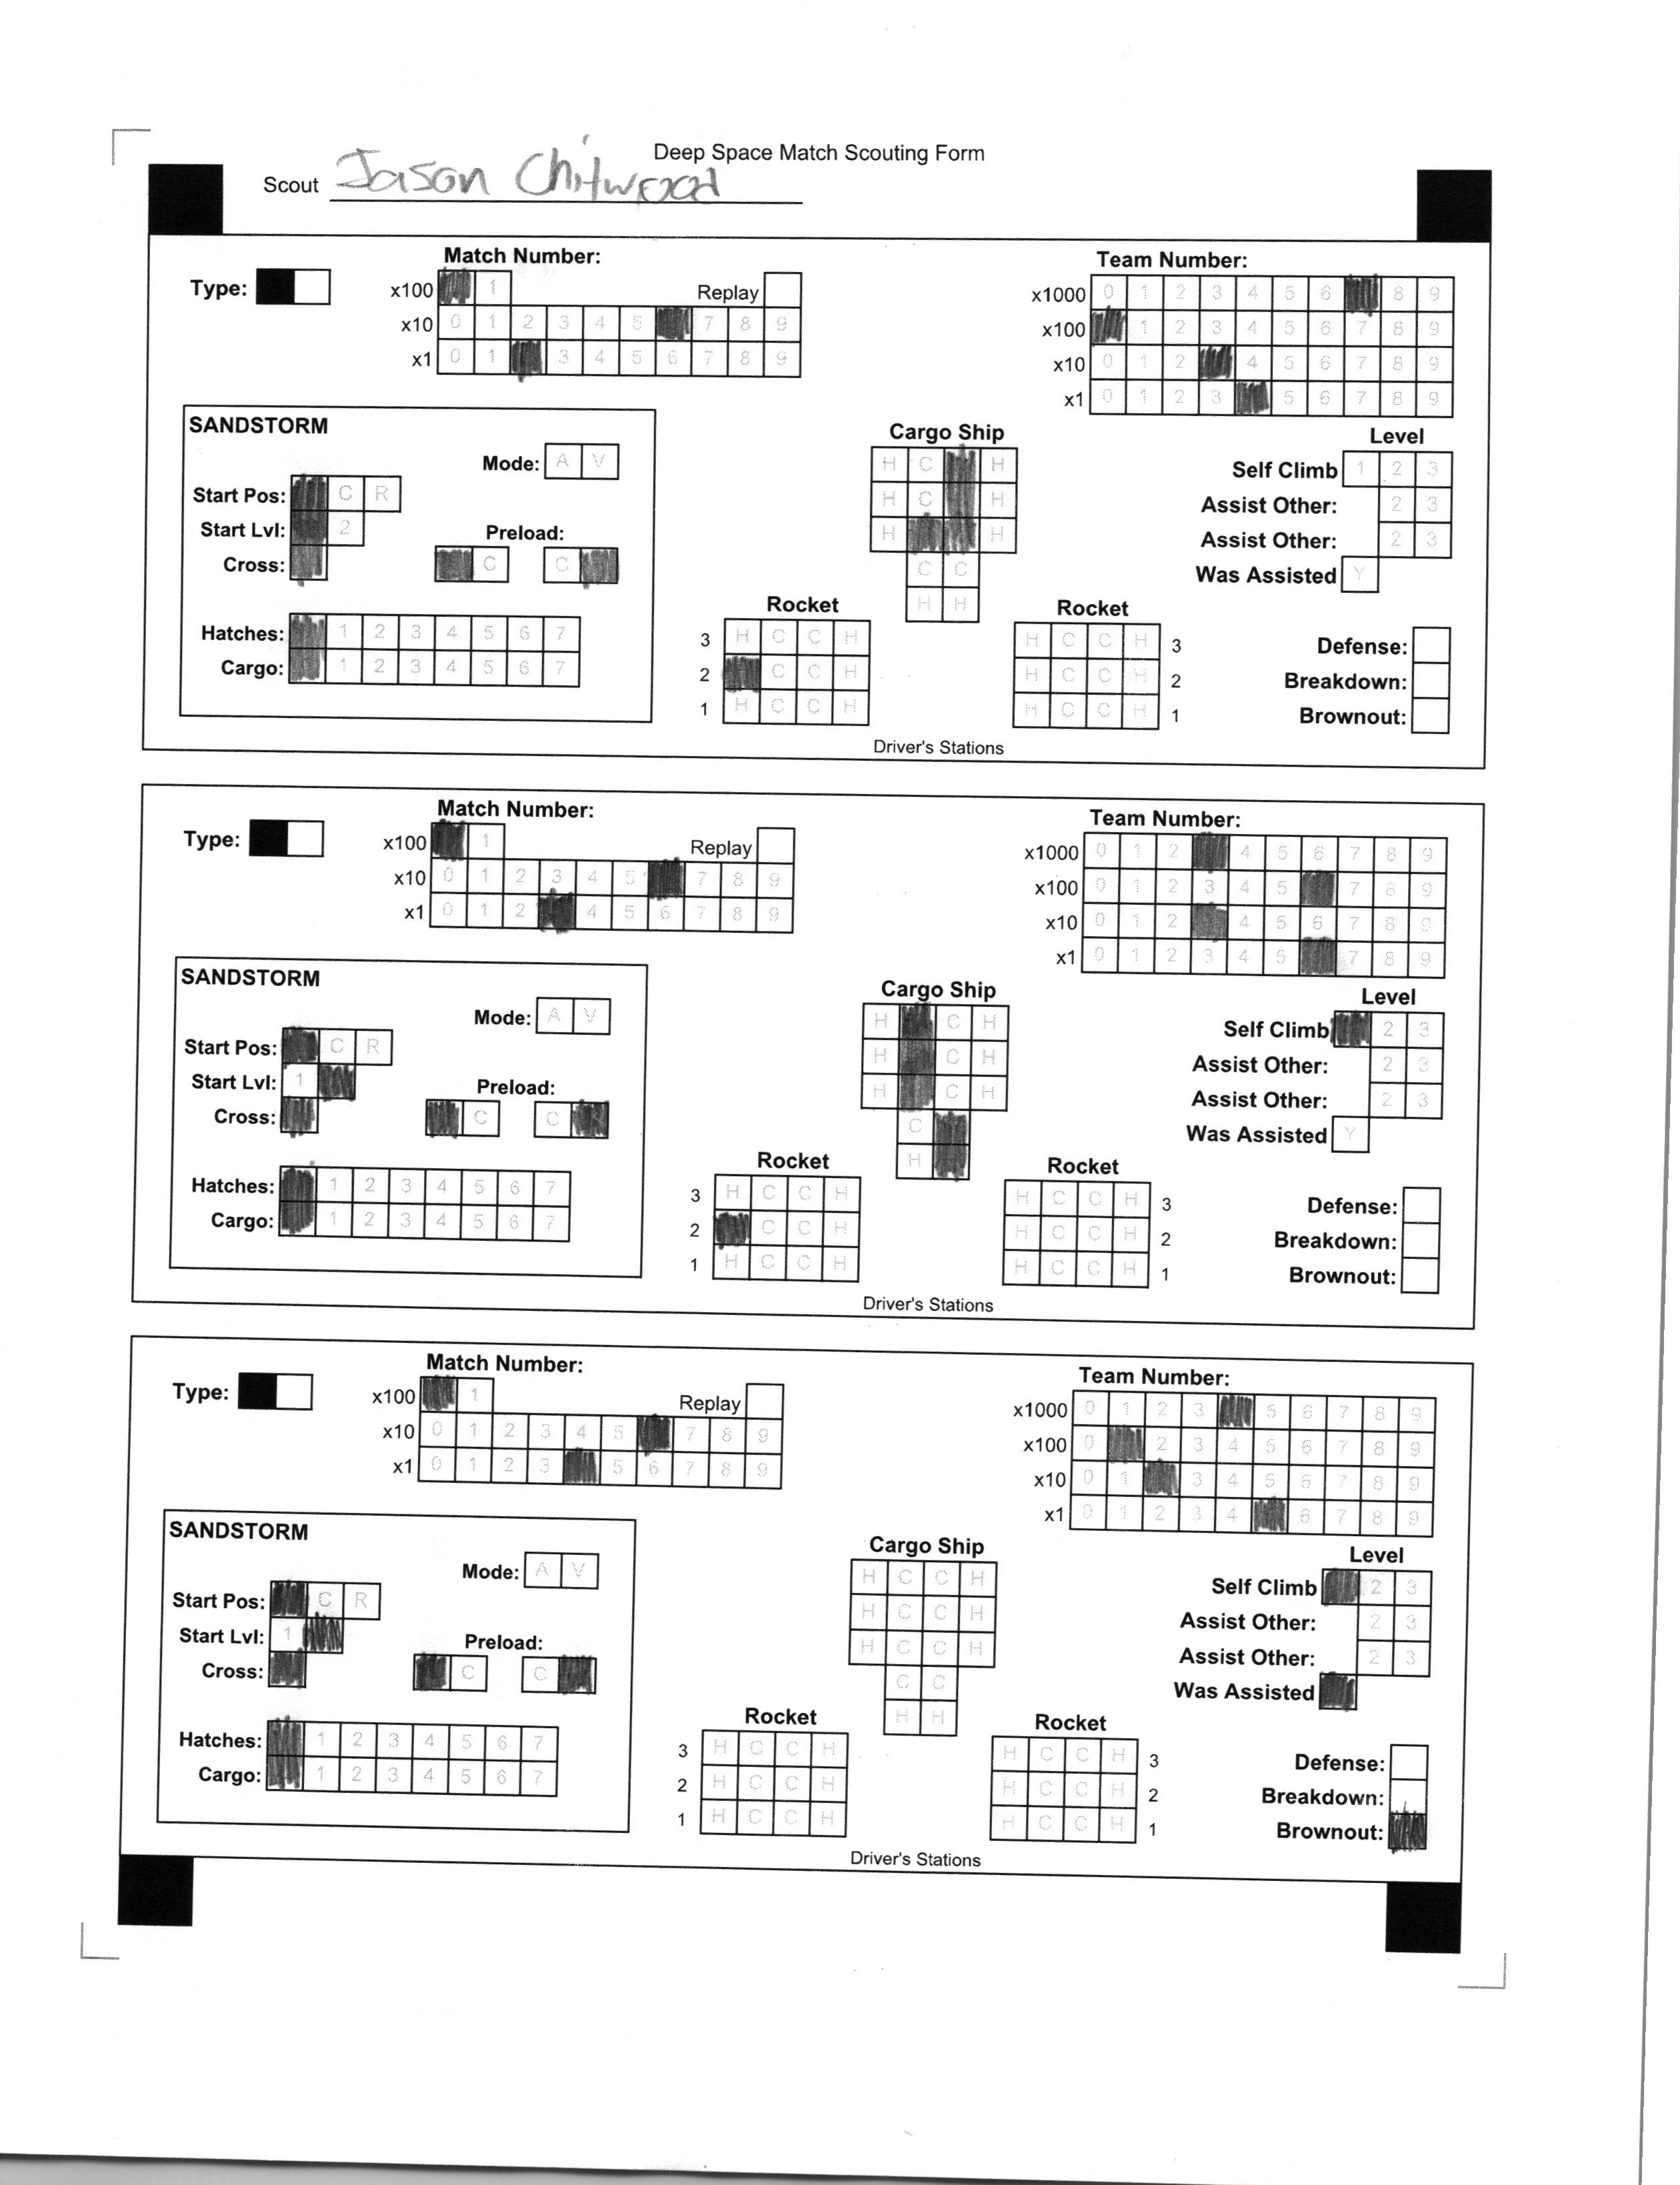 Deep Space Match Scouting Form
Scout Jason Chitwood
Match Number: Team Number:
Type: x100 1 Replay x1000 0 1 2 3 4 5 6 8 9
x10 0 1 2 3 4 5 7 8 9 x100 1 2 3 4 5 6 7 8 9
x1 0 1 3 4 5 6 7 8 9 x10 0 1 2 4 5 6 7 8 9
x1 0 1 2 3 5 6 7 8 9
SANDSTORM Cargo Ship Level
Mode: A V H C H Self Climb 1 2 3
Start Pos: C R H C H Assist Other: 2 3
Start Lvl: 2 Preload: H H Assist Other: 2 3
Cross: C C C C Was Assisted Y
Rocket H H Rocket
Hatches: 1 2 3 4 5 6 7 3 H C C H H C C H 3 Defense:
Cargo: 1 2 3 4 5 6 7 2 C C H H C C H 2 Breakdown:
1 H C C H H C C H 1 Brownout:
Driver's Stations
Match Number: Team Number:
Type: x100 1 Replay x1000 0 1 2 4 5 6 7 8 9
x10 0 1 2 3 4 5 7 8 9 x100 0 1 2 3 4 5 7 8 9
x1 0 1 2 4 5 6 7 8 9 x10 0 1 2 4 5 6 7 8 9
x1 0 1 2 3 4 5 7 8 9
SANDSTORM Cargo Ship Level
Mode: A V H C H Self Climb 2 3
Start Pos: C R H C H Assist Other: 2 3
Start Lvl: 1 Preload: H C H Assist Other: 2 3
Cross: C C C Was Assisted Y
Rocket H Rocket
Hatches: 1 2 3 4 5 6 7 3 H C C H H C C H 3 Defense:
Cargo: 1 2 3 4 5 6 7 2 C C H H C C H 2 Breakdown:
1 H C C H H C C H 1 Brownout:
Driver's Stations
Match Number: Team Number:
Type: x100 1 Replay x1000 0 1 2 3 5 6 7 8 9
x10 0 1 2 3 4 5 7 8 9 x100 0 2 3 4 5 6 7 8 9
x1 0 1 2 3 5 6 7 8 9 x10 0 1 3 4 5 6 7 8 9
x1 0 1 2 3 4 6 7 8 9
SANDSTORM Cargo Ship Level
Mode: A V H C C H Self Climb 2 3
Start Pos: C R H C C H Assist Other: 2 3
Start Lvl: 1 Preload: H C C H Assist Other: 2 3
Cross: C C C C Was Assisted
Rocket H H Rocket
Hatches: 1 2 3 4 5 6 7 3 H C C H H C C H 3 Defense:
Cargo: 1 2 3 4 5 6 7 2 H C C H H C C H 2 Breakdown:
1 H C C H H C C H 1 Brownout:
Driver's Stations